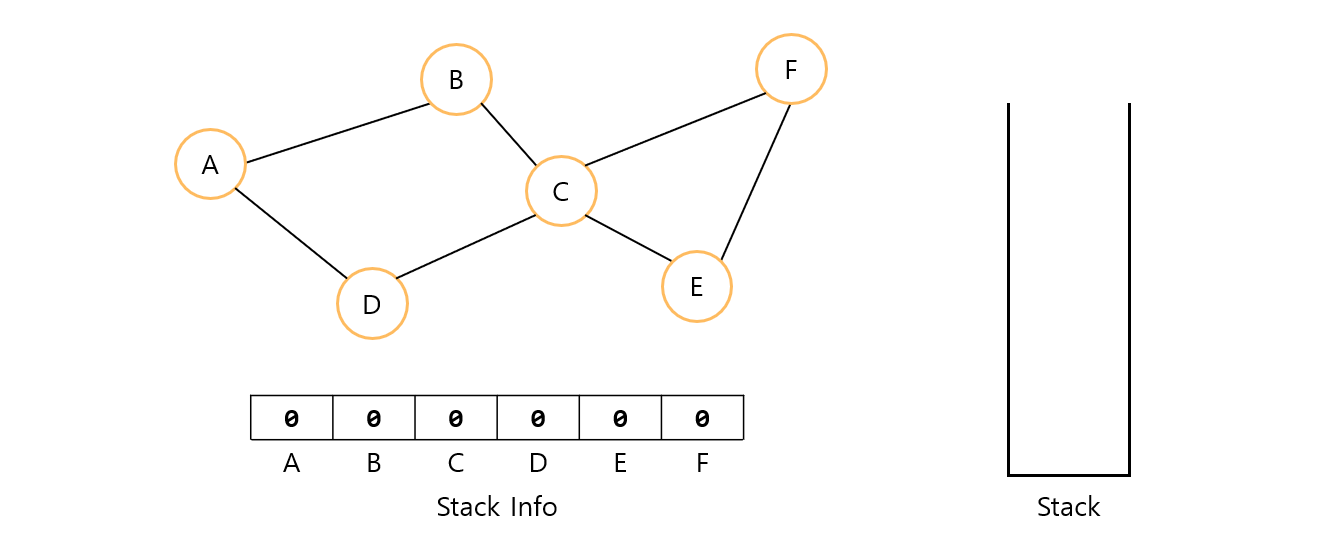 F
B
A
C
E
D
0 0 0 0 0 0
A B C D E F
Stack Info
Stack